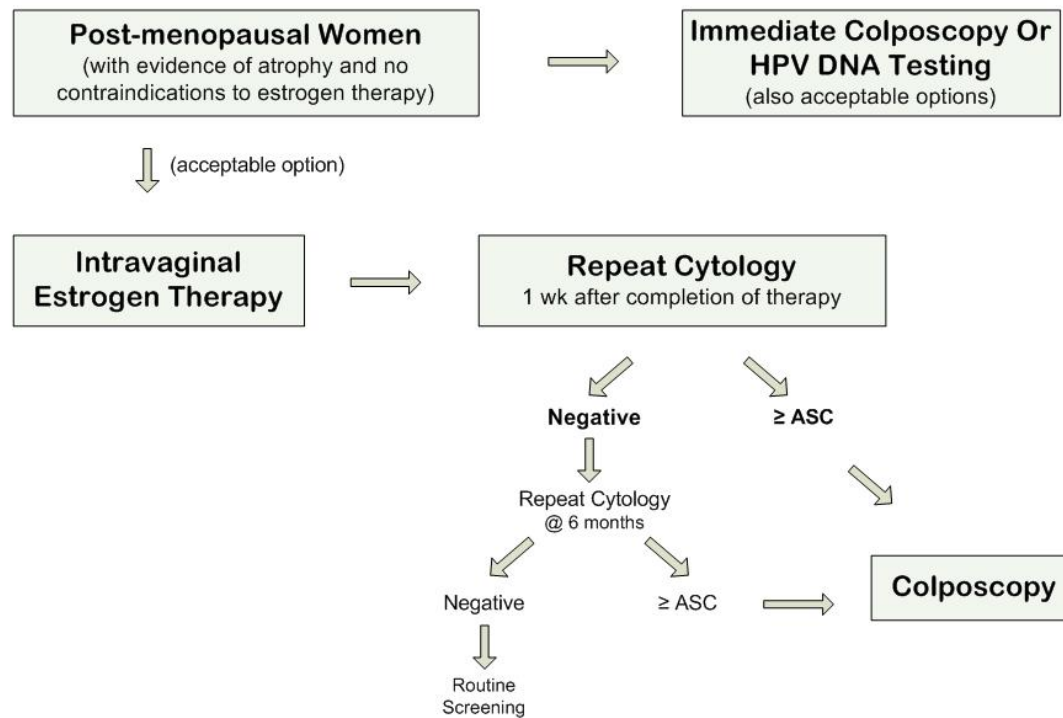 Post-menopausal Women
(with evidence of atrophy and no
contraindications to estrogen therapy)
Immediate Colposcopy Or
HPV DNA Testing
(also acceptable options)
(acceptable option)
Intravaginal
Estrogen Therapy
Repeat Cytology
1 wk after completion of therapy
Negative
≥ ASC
Repeat Cytology
@ 6 months
Negative
≥ ASC
Colposcopy
Routine
Screening